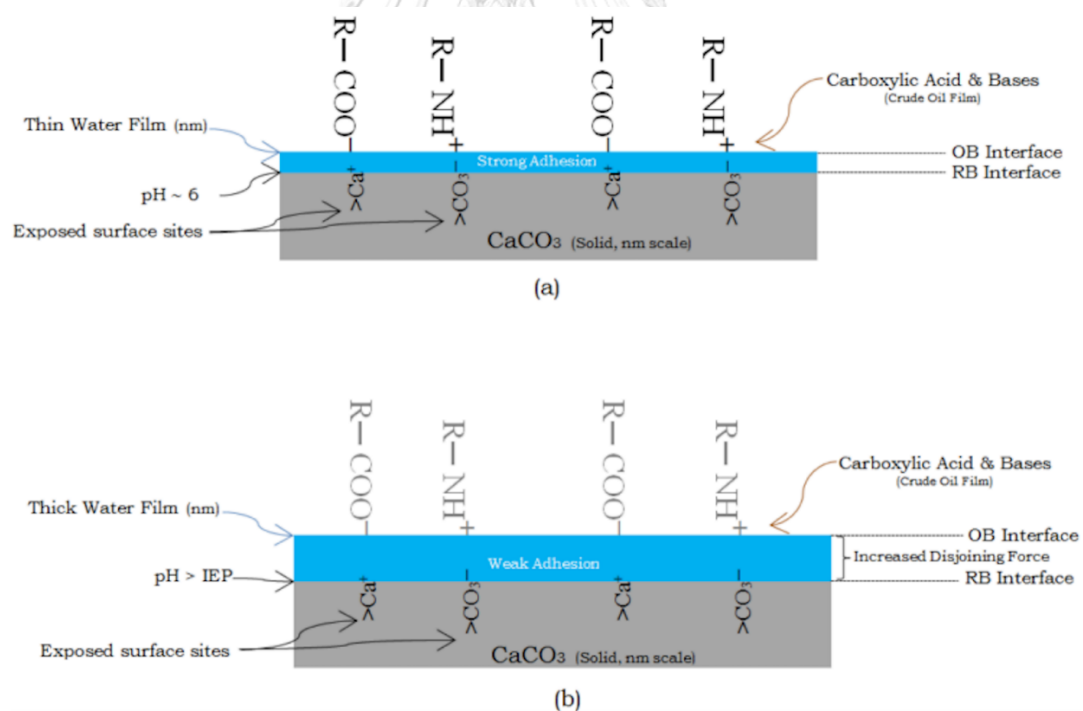 R—COO−
R—NH+
R—COO−
R—NH+
Carboxylic Acid & Bases
(Crude Oil Film)
Thin Water Film (nm)
Strong Adhesion
OB Interface
RB Interface
pH ~ 6
>Ca+
>CO3−
>Ca+
>CO3−
Exposed surface sites
CaCO3 (Solid, nm scale)
(a)
R—COO−
R—NH+
R—COO−
R—NH+
Carboxylic Acid & Bases
(Crude Oil Film)
Thick Water Film (nm)
OB Interface
Weak Adhesion
Increased Disjoining Force
pH > IEP
RB Interface
>Ca+
>CO3−
>Ca+
>CO3−
Exposed surface sites
CaCO3 (Solid, nm scale)
(b)